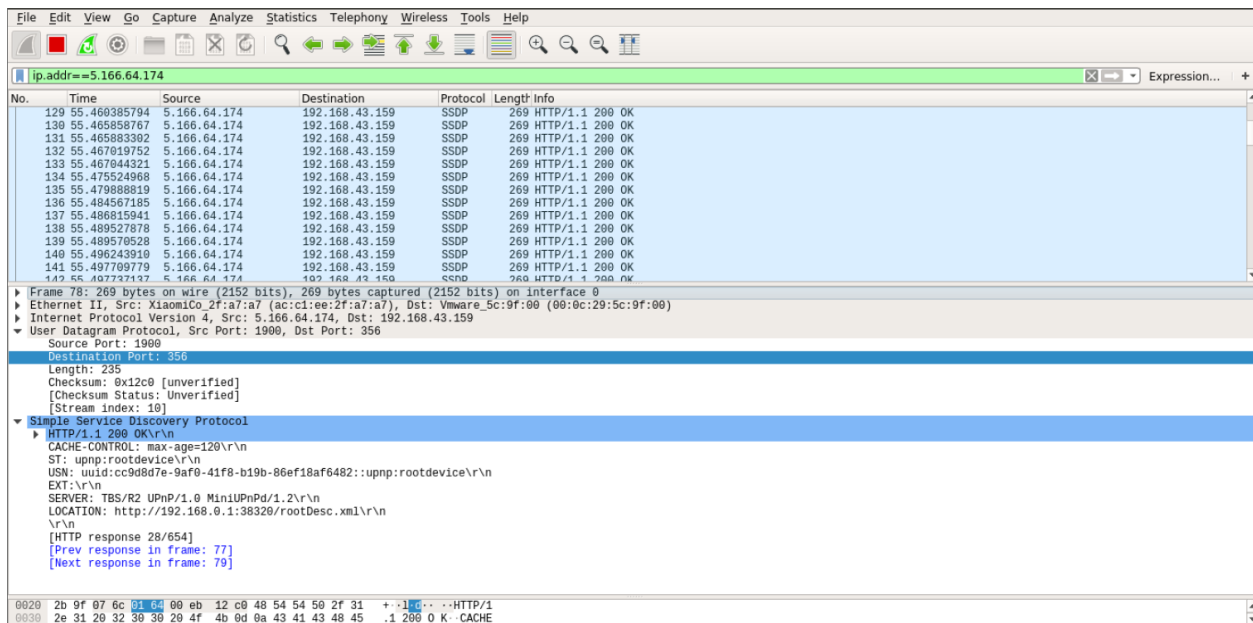 File Edit View Go Capture Analyze Statistics Telephony Wireless Tools Help
ip.addr==5.166.64.174 Expression... +
No. Time Source Destination Protocol Length Info
129 55.460385794 5.166.64.174 192.168.43.159 SSDP 269 HTTP/1.1 200 OK
130 55.465858767 5.166.64.174 192.168.43.159 SSDP 269 HTTP/1.1 200 OK
131 55.465883302 5.166.64.174 192.168.43.159 SSDP 269 HTTP/1.1 200 OK
132 55.467019752 5.166.64.174 192.168.43.159 SSDP 269 HTTP/1.1 200 OK
133 55.467044321 5.166.64.174 192.168.43.159 SSDP 269 HTTP/1.1 200 OK
134 55.475524968 5.166.64.174 192.168.43.159 SSDP 269 HTTP/1.1 200 OK
135 55.479888819 5.166.64.174 192.168.43.159 SSDP 269 HTTP/1.1 200 OK
136 55.484567185 5.166.64.174 192.168.43.159 SSDP 269 HTTP/1.1 200 OK
137 55.486815941 5.166.64.174 192.168.43.159 SSDP 269 HTTP/1.1 200 OK
138 55.489527878 5.166.64.174 192.168.43.159 SSDP 269 HTTP/1.1 200 OK
139 55.489570528 5.166.64.174 192.168.43.159 SSDP 269 HTTP/1.1 200 OK
140 55.496243910 5.166.64.174 192.168.43.159 SSDP 269 HTTP/1.1 200 OK
141 55.497709779 5.166.64.174 192.168.43.159 SSDP 269 HTTP/1.1 200 OK
142 55.497737137 5.166.64.174 192.168.43.159 SSDP 269 HTTP/1.1 200 OK
Frame 78: 269 bytes on wire (2152 bits), 269 bytes captured (2152 bits) on interface 0
Ethernet II, Src: XiaomiCo_2f:a7:a7 (ac:c1:ee:2f:a7:a7), Dst: Vmware_5c:9f:00 (00:0c:29:5c:9f:00)
Internet Protocol Version 4, Src: 5.166.64.174, Dst: 192.168.43.159
User Datagram Protocol, Src Port: 1900, Dst Port: 356
Source Port: 1900
Destination Port: 356
Length: 235
Checksum: 0x12c0 [unverified]
[Checksum Status: Unverified]
[Stream index: 10]
Simple Service Discovery Protocol
HTTP/1.1 200 OK\r\n
CACHE-CONTROL: max-age=120\r\n
ST: upnp:rootdevice\r\n
USN: uuid:cc9d8d7e-9af0-41f8-b19b-86ef18af6482::upnp:rootdevice\r\n
EXT:\r\n
SERVER: TBS/R2 UPnP/1.0 MiniUPnPd/1.2\r\n
LOCATION: http://192.168.0.1:38320/rootDesc.xml\r\n
\r\n
[HTTP response 28/654]
[Prev response in frame: 77]
[Next response in frame: 79]
0020 2b 9f 07 6c 01 64 00 eb 12 c0 48 54 54 50 2f 31 +··l·d·· ··HTTP/1
0030 2e 31 20 32 30 30 20 4f 4b 0d 0a 43 41 43 48 45 .1 200 O K··CACHE